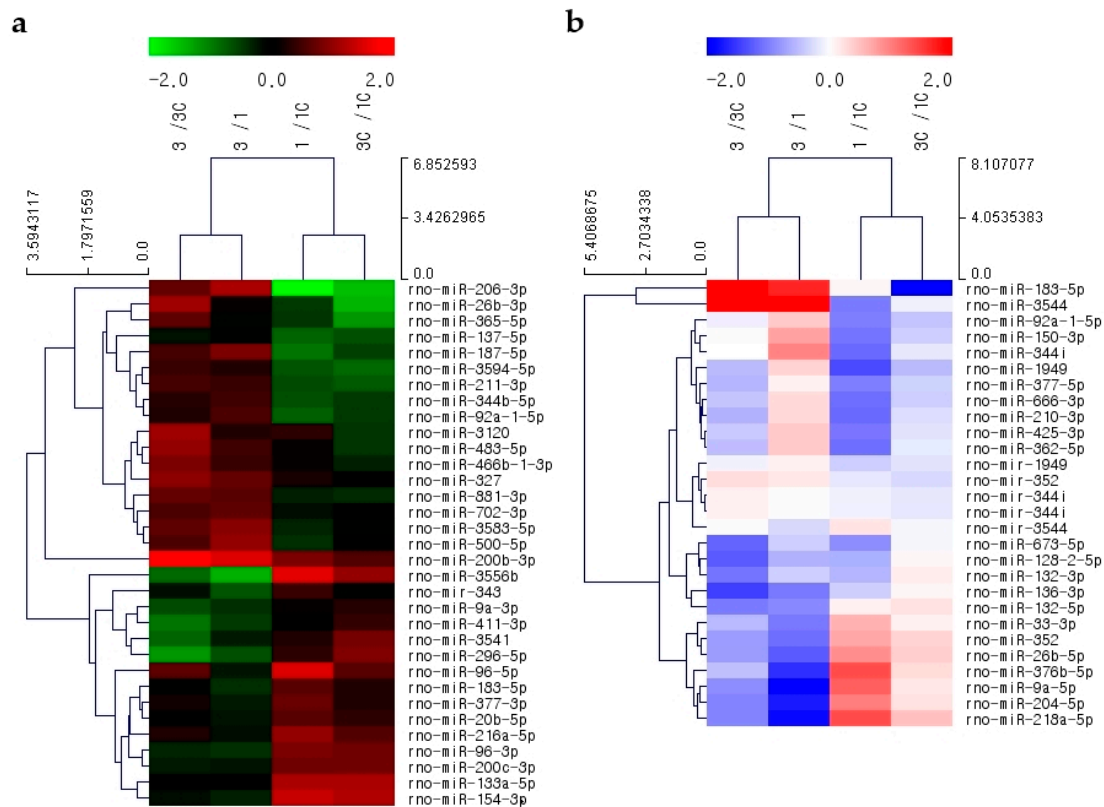 a
-2.0 0.0 2.0
3 /3C
3 /1
1 /1C
3C /1C
6.852593
3.4262965
0.0
3.5943117
1.7971559
0.0
rno-miR-206-3p
rno-miR-26b-3p
rno-miR-365-5p
rno-miR-137-5p
rno-miR-187-5p
rno-miR-3594-5p
rno-miR-211-3p
rno-miR-344b-5p
rno-miR-92a-1-5p
rno-miR-3120
rno-miR-483-5p
rno-miR-466b-1-3p
rno-miR-327
rno-miR-881-3p
rno-miR-702-3p
rno-miR-3583-5p
rno-miR-500-5p
rno-miR-200b-3p
rno-miR-3556b
rno-mir-343
rno-miR-9a-3p
rno-miR-411-3p
rno-miR-3541
rno-miR-296-5p
rno-miR-96-5p
rno-miR-183-5p
rno-miR-377-3p
rno-miR-20b-5p
rno-miR-216a-5p
rno-miR-96-3p
rno-miR-200c-3p
rno-miR-133a-5p
rno-miR-154-3p
b
-2.0 0.0 2.0
3 /3C
3 /1
1 /1C
3C /1C
8.107077
4.0535383
0.0
5.4068675
2.7034338
0.0
rno-miR-183-5p
rno-miR-3544
rno-miR-92a-1-5p
rno-miR-150-3p
rno-miR-344i
rno-miR-1949
rno-miR-377-5p
rno-miR-666-3p
rno-miR-210-3p
rno-miR-425-3p
rno-miR-362-5p
rno-mir-1949
rno-mir-352
rno-mir-344i
rno-mir-344i
rno-mir-3544
rno-miR-673-5p
rno-miR-128-2-5p
rno-miR-132-3p
rno-miR-136-3p
rno-miR-132-5p
rno-miR-33-3p
rno-miR-352
rno-miR-26b-5p
rno-miR-376b-5p
rno-miR-9a-5p
rno-miR-204-5p
rno-miR-218a-5p